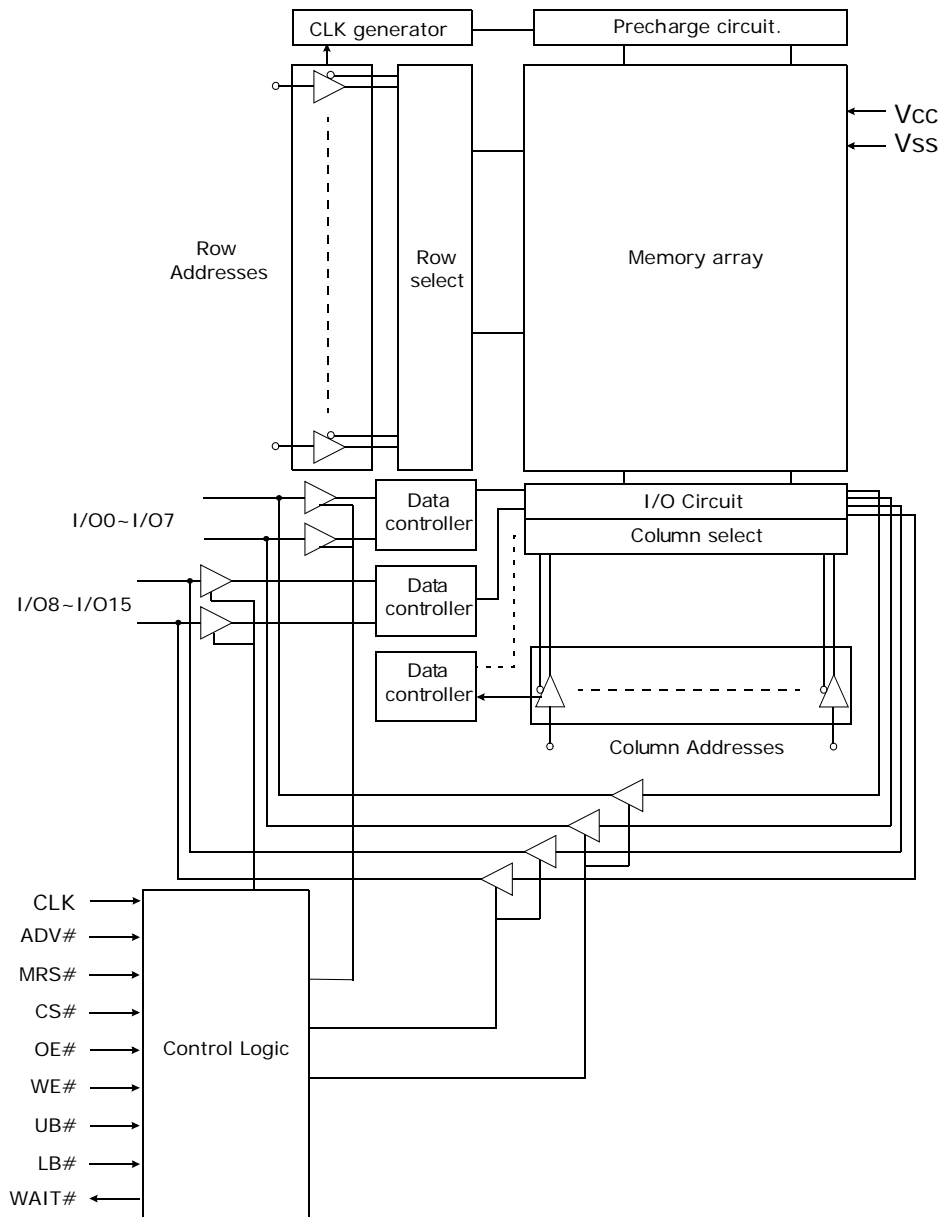 CLK generator
Precharge circuit.
Vcc
Vss
Row
Addresses
Row
select
Memory array
I/O0~I/O7
Data
controller
I/O Circuit
Column select
I/O8~I/O15
Data
controller
Data
controller
Column Addresses
CLK
ADV#
MRS#
CS#
OE#
Control Logic
WE#
UB#
LB#
WAIT#